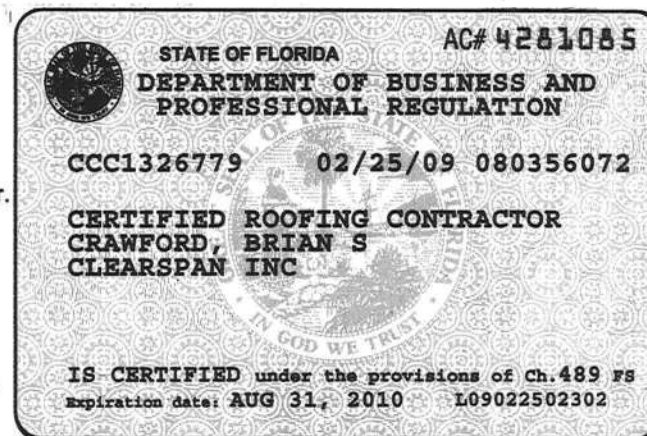 AC# 4281085
STATE OF FLORIDA
DEPARTMENT OF BUSINESS AND
PROFESSIONAL REGULATION
CCC1326779 02/25/09 080356072
r.
CERTIFIED ROOFING CONTRACTOR
CRAWFORD, BRIAN S
CLEARSPAN INC
IN GOD WE TRUST
IS CERTIFIED under the provisions of Ch.489 FS
Expiration date: AUG 31, 2010 L09022502302